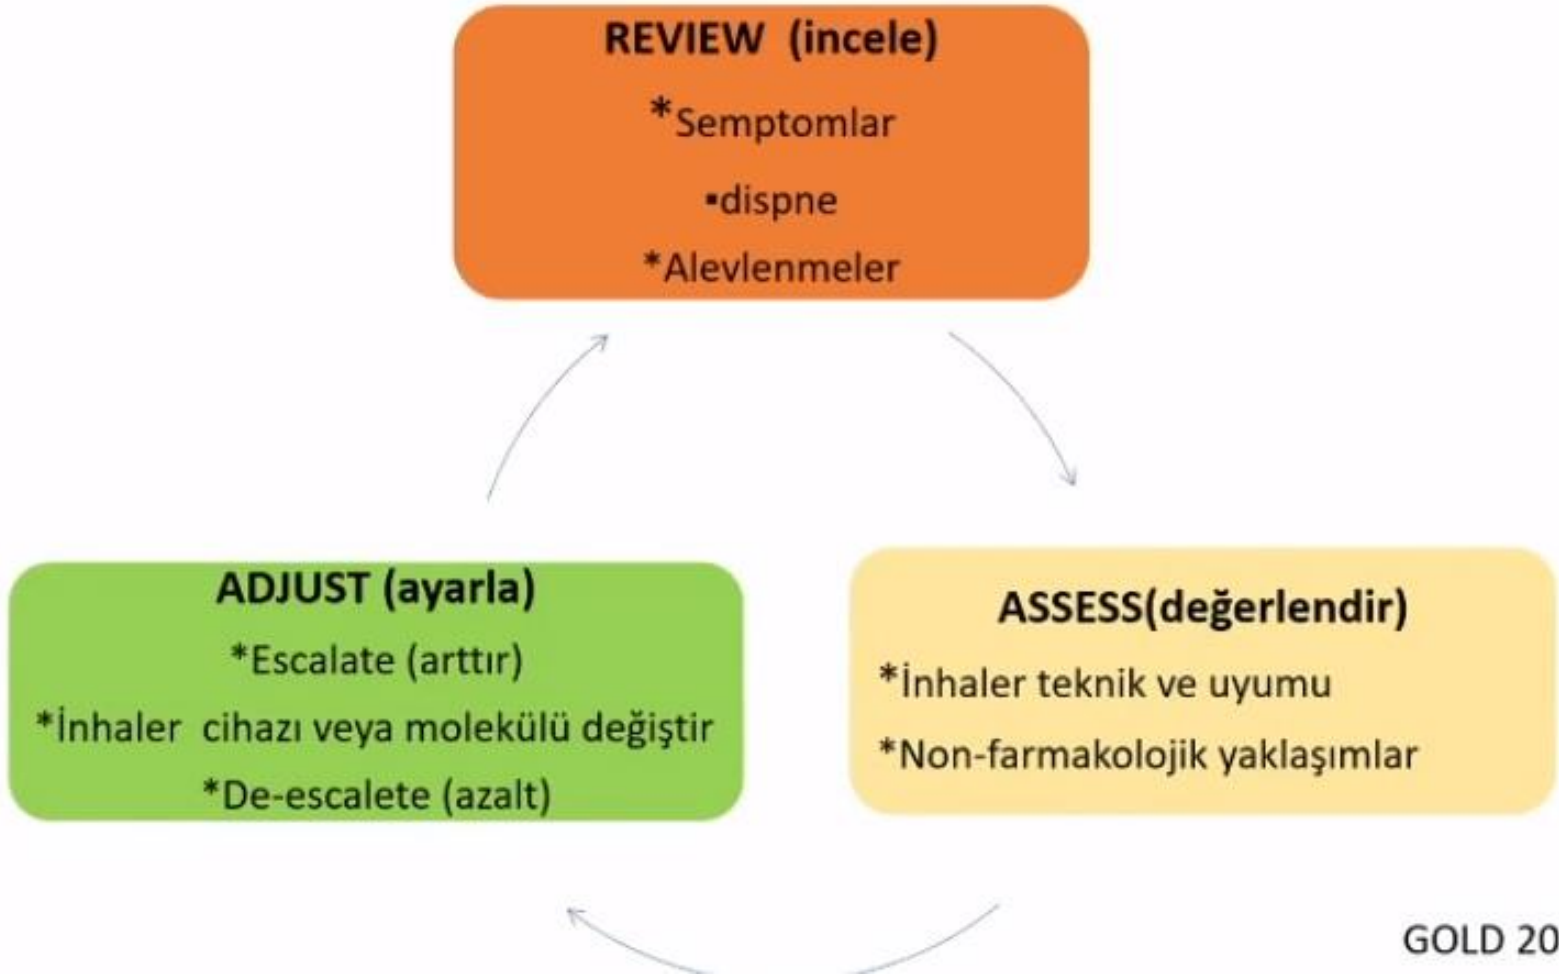 REVIEW (incele)
*Semptomlar
▪dispne
*Alevlenmeler
ADJUST (ayarla)
*Escalate (arttır)
*İnhaler cihazı veya molekülü değiştir
*De-escalete (azalt)
ASSESS(değerlendir)
*İnhaler teknik ve uyumu
*Non-farmakolojik yaklaşımlar
GOLD 20